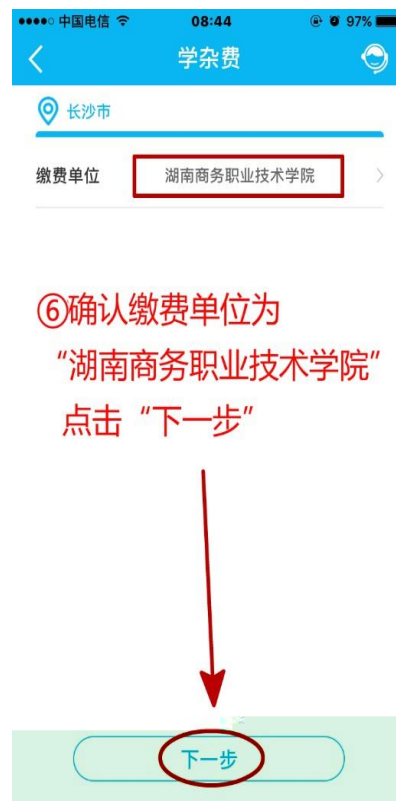 中国电信 08:44 97%
学杂费
长沙市
缴费单位 湖南商务职业技术学院
⑥确认缴费单位为
“湖南商务职业技术学院”
点击“下一步”
下一步